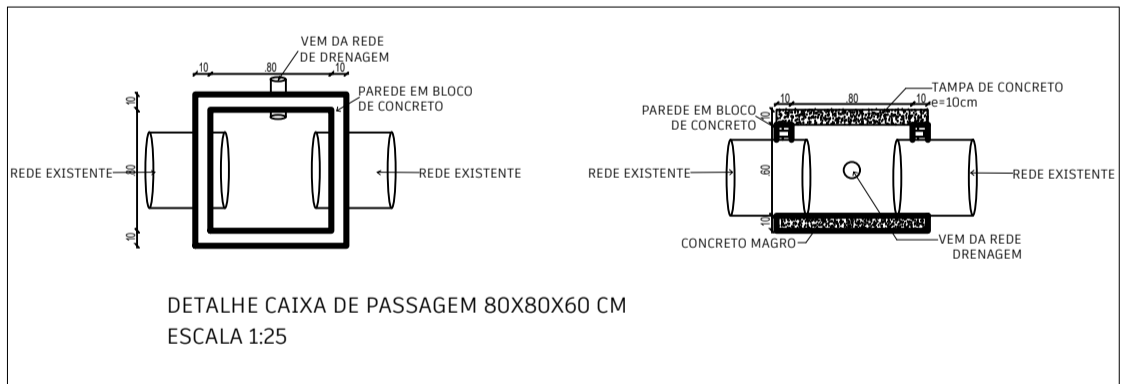 VEM DA REDE
DE DRENAGEM
.10 .80 .10
PAREDE EM BLOCO
DE CONCRETO
.10
.80
.10
REDE EXISTENTE
REDE EXISTENTE
TAMPA DE CONCRETO
e=10cm
.10 .80 .10
PAREDE EM BLOCO
DE CONCRETO
.10
.60
.10
REDE EXISTENTE
REDE EXISTENTE
CONCRETO MAGRO
VEM DA REDE
DRENAGEM
DETALHE CAIXA DE PASSAGEM 80X80X60 CM
ESCALA 1:25